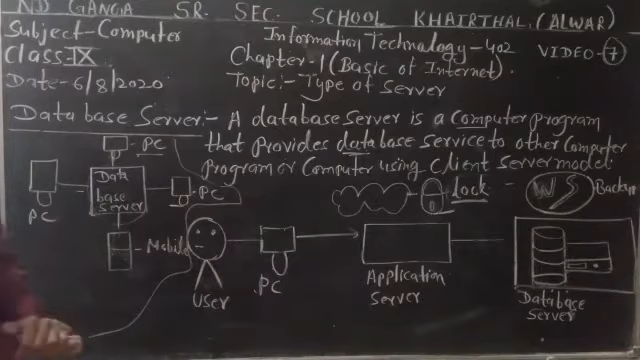 N.D GANGA SR. SEC. SCHOOL KHAIRTHAL (ALWAR)
Subject-Computer Information Technology-402 VIDEO-7
Class-IX Chapter-1 (Basic of Internet).
Date-6/8/2020 Topic:-Type of Server
Data base Server:- A database Server is a Computer program
that provides database service to other Computer
program or Computer using Client Server model.
PC
PC
Data base Server
PC
Lock
WS
Backup
Mobile
User
PC
Application Server
Database Server